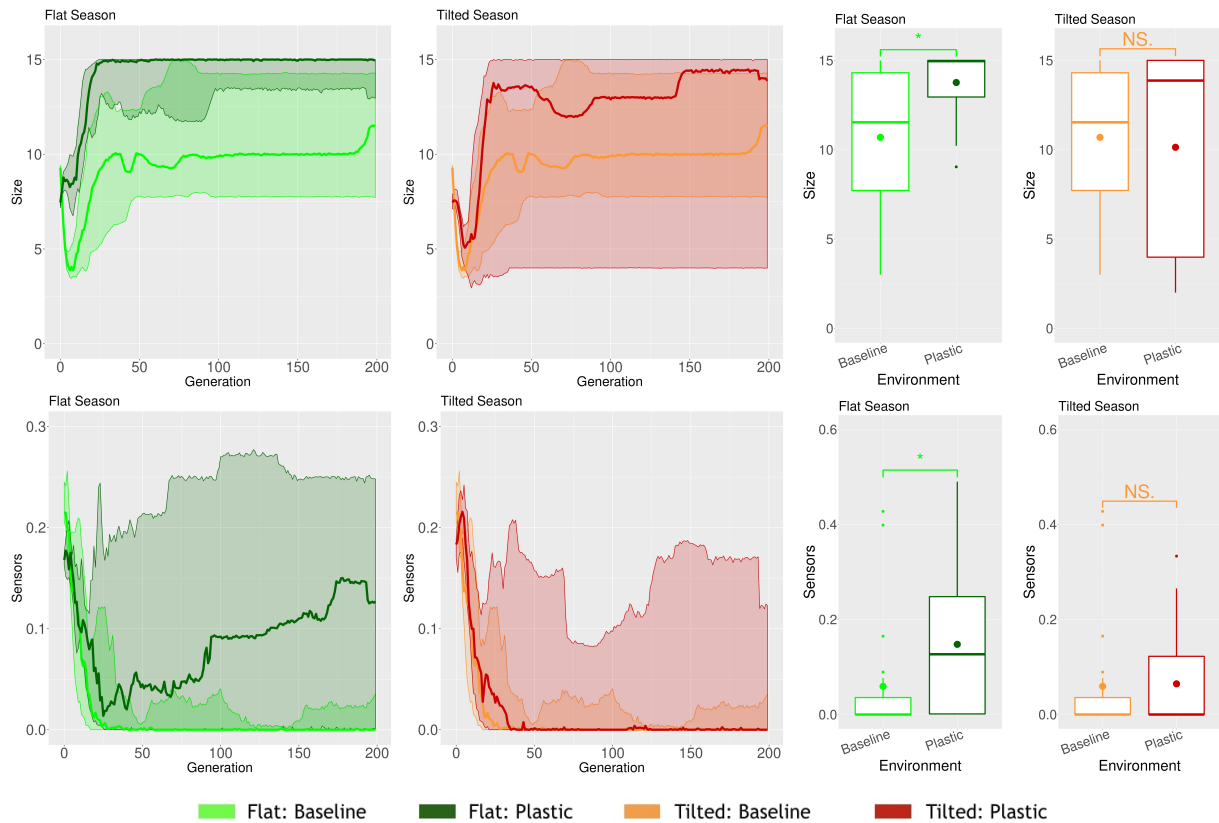 Flat Season
Tilted Season
Flat Season
Tilted Season
Size
15
10
5
0
0 50 100 150 200
Generation
Size
15
10
5
0
0 50 100 150 200
Generation
Size
15
10
5
0
*
Baseline Plastic
Environment
Size
15
10
5
0
NS.
Baseline Plastic
Environment
Flat Season
Tilted Season
Flat Season
Tilted Season
Sensors
0.3
0.2
0.1
0.0
0 50 100 150 200
Generation
Sensors
0.3
0.2
0.1
0.0
0 50 100 150 200
Generation
Sensors
0.6
0.4
0.2
0.0
*
Baseline Plastic
Environment
Sensors
0.6
0.4
0.2
0.0
NS.
Baseline Plastic
Environment
Flat: Baseline Flat: Plastic Tilted: Baseline Tilted: Plastic